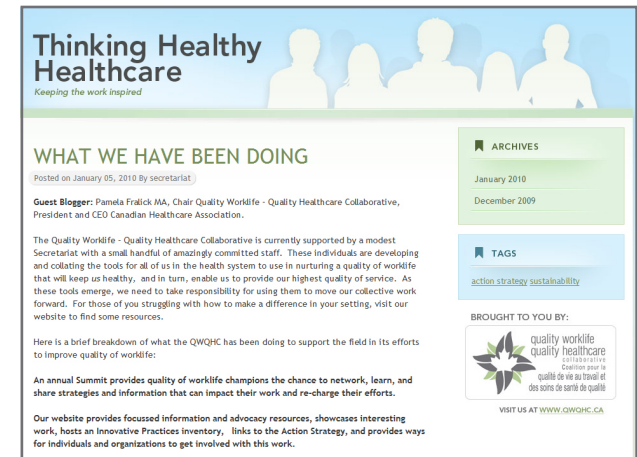 Thinking Healthy
Healthcare
Keeping the work inspired
WHAT WE HAVE BEEN DOING
Posted on January 05, 2010 By secretariat
Guest Blogger: Pamela Fralick MA, Chair Quality Worklife - Quality Healthcare Collaborative,
President and CEO Canadian Healthcare Association.
The Quality Worklife - Quality Healthcare Collaborative is currently supported by a modest
Secretariat with a small handful of amazingly committed staff. These individuals are developing
and collating the tools for all of us in the health system to use in nurturing a quality of worklife
that will keep us healthy, and in turn, enable us to provide our highest quality of service. As
these tools emerge, we need to take responsibility for using them to move our collective work
forward. For those of you struggling with how to make a difference in your setting, visit our
website to find some resources.
Here is a brief breakdown of what the QWQHC has been doing to support the field in its efforts
to improve quality of worklife:
An annual Summit provides quality of worklife champions the chance to network, learn, and
share strategies and information that can impact their work and re-charge their efforts.
Our website provides focussed information and advocacy resources, showcases interesting
work, hosts an Innovative Practices inventory, links to the Action Strategy, and provides ways
for individuals and organizations to get involved with this work.
ARCHIVES
January 2010
December 2009
TAGS
action strategy sustainability
BROUGHT TO YOU BY:
quality worklife
quality healthcare
collaborative
Coalition pour la
qualité de vie au travail et
des soins de santé de qualité
VISIT US AT WWW.QWQHC.CA